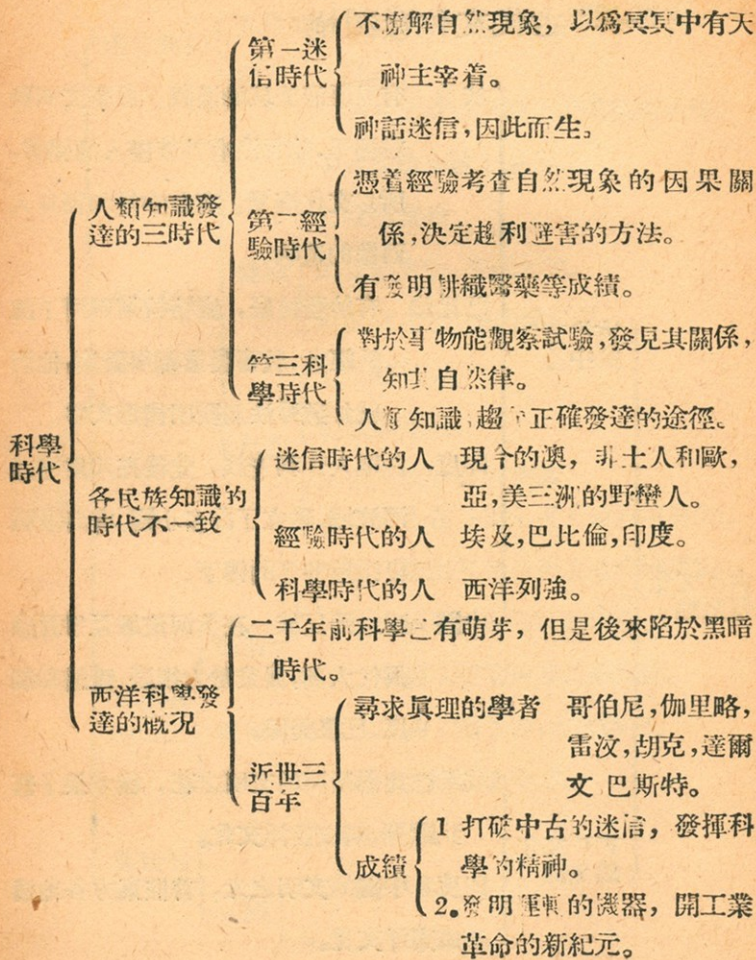 科學
時代
人類知識發
達的三時代
第一迷
信時代
不瞭解自然現象，以爲冥冥中有天
神主宰着。
神話迷信，因此而生。
第二經
驗時代
憑着經驗考查自然現象的因果關
係，決定趨利避害的方法。
有發明耕織醫藥等成績。
第三科
學時代
對於事物能觀察試驗，發見其關係，
知其自然律。
人類知識，趨於正確發達的途徑。
各民族知識的
時代不一致
迷信時代的人 現今的澳，非土人和歐，
亞，美三洲的野蠻人。
經驗時代的人 埃及，巴比倫，印度。
科學時代的人 西洋列強。
西洋科學發
達的概況
二千年前科學已有萌芽，但是後來陷於黑暗
時代。
近世三
百年
尋求眞理的學者 哥伯尼，伽里略，
雷汶，胡克，達爾
文 巴斯特。
成績
1 打破中古的迷信，發揮科
學的精神。
2.發明運輸的機器，開工業
革命的新紀元。